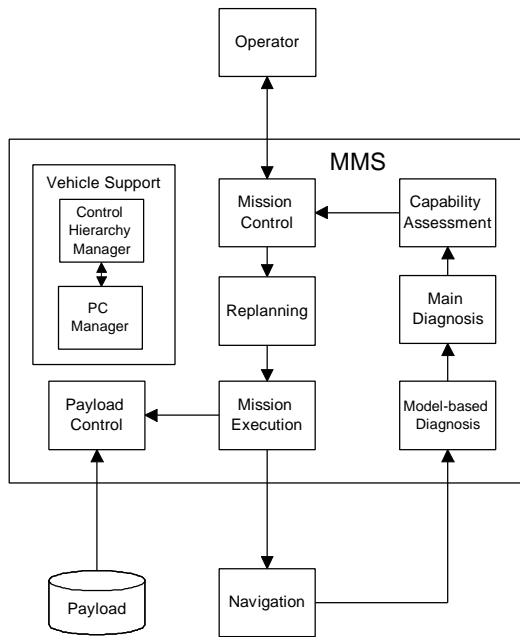 Operator
MMS
Vehicle Support
Control
Hierarchy
Manager
PC
Manager
Mission
Control
Capability
Assessment
Replanning
Main
Diagnosis
Payload
Control
Mission
Execution
Model-based
Diagnosis
Payload
Navigation